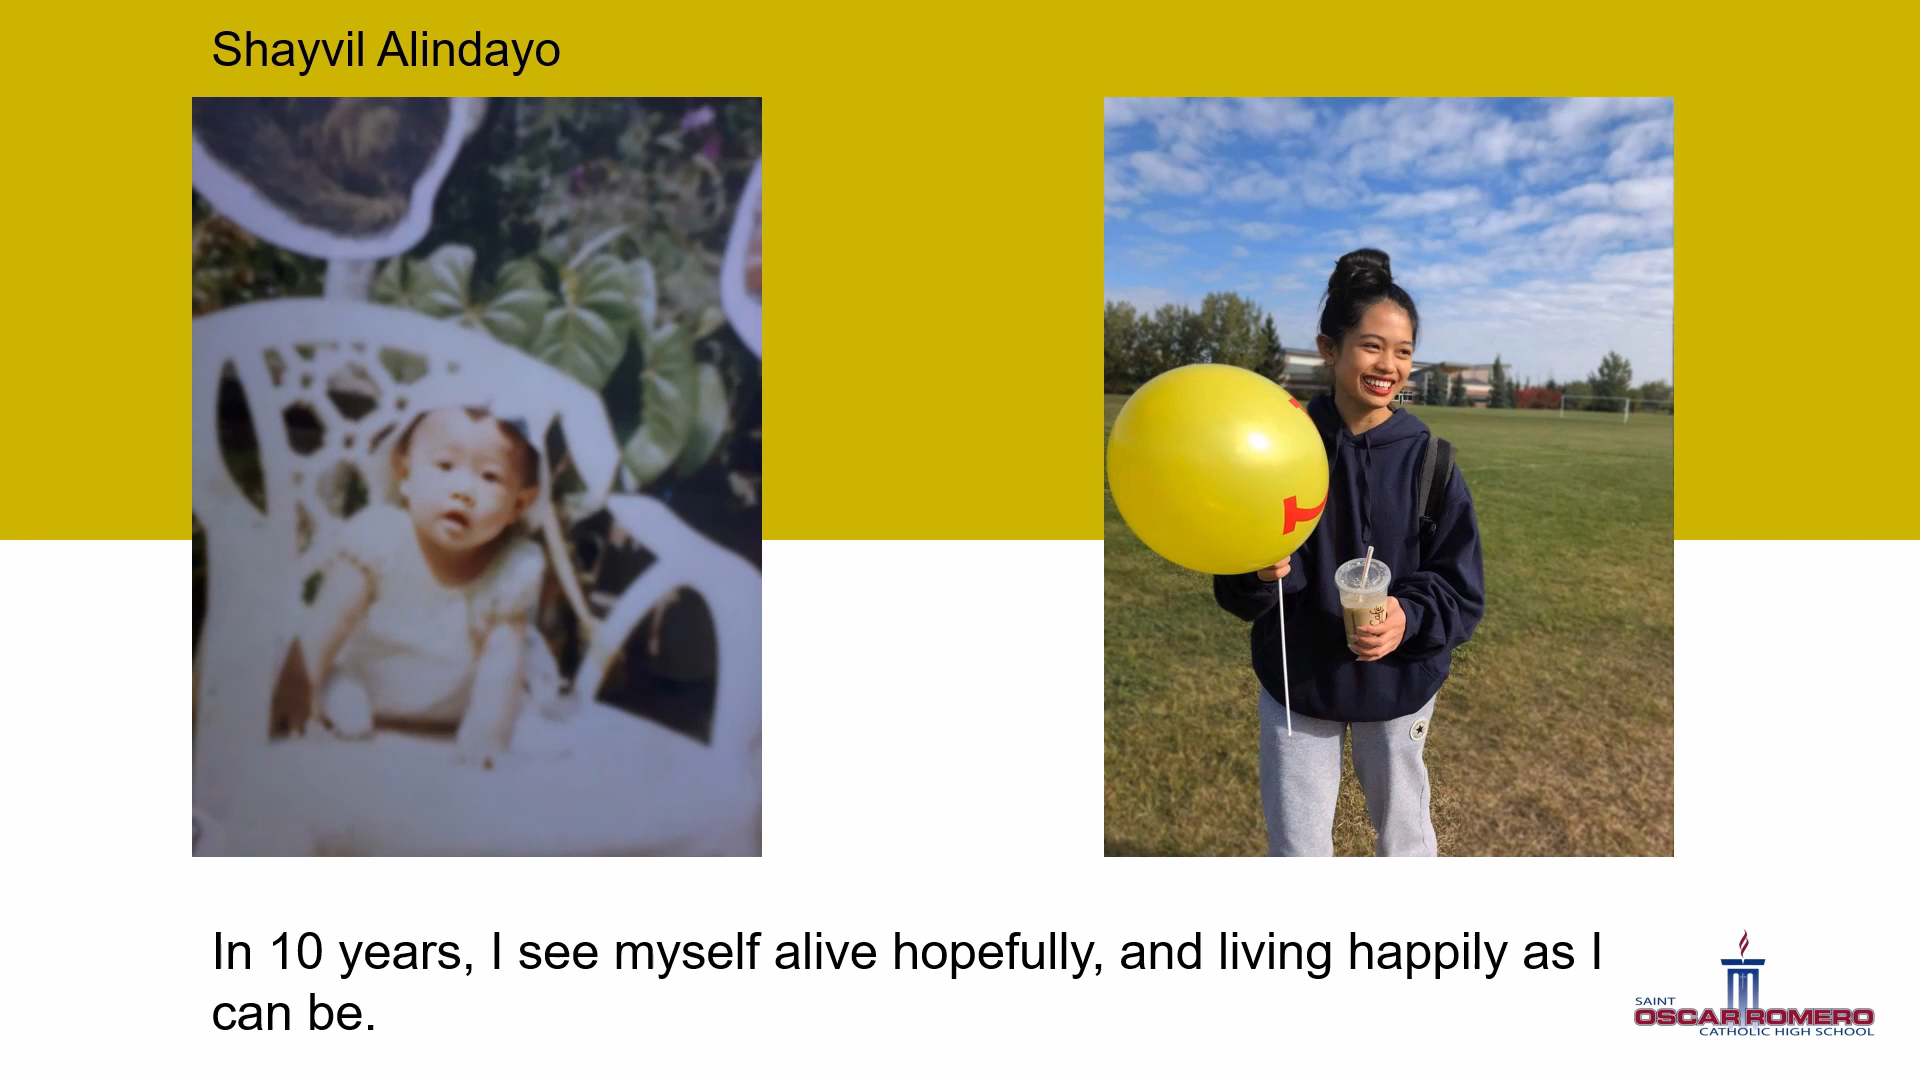 Shayvil Alindayo
In 10 years, I see myself alive hopefully, and living happily as I
can be.
SAINT
OSCAR ROMERO
CATHOLIC HIGH SCHOOL